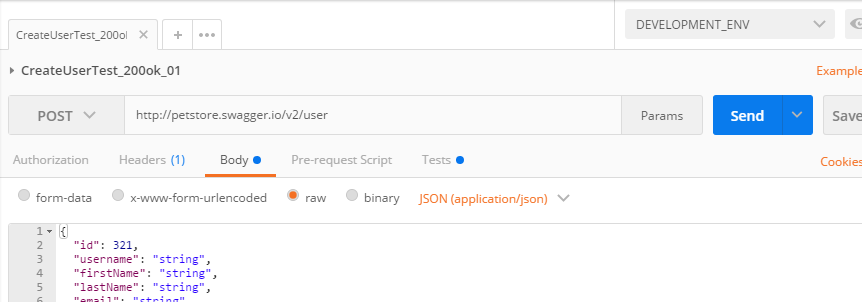 CreateUserTest_200ol
DEVELOPMENT_ENV
CreateUserTest_200ok_01
Example
POST http://petstore.swagger.io/v2/user Params Send Save
Authorization Headers (1) Body Pre-request Script Tests Cookies
form-data x-www-form-urlencoded raw binary JSON (application/json)
1 {
2 "id": 321,
3 "username": "string",
4 "firstName": "string",
5 "lastName": "string",
6 "email": "string"